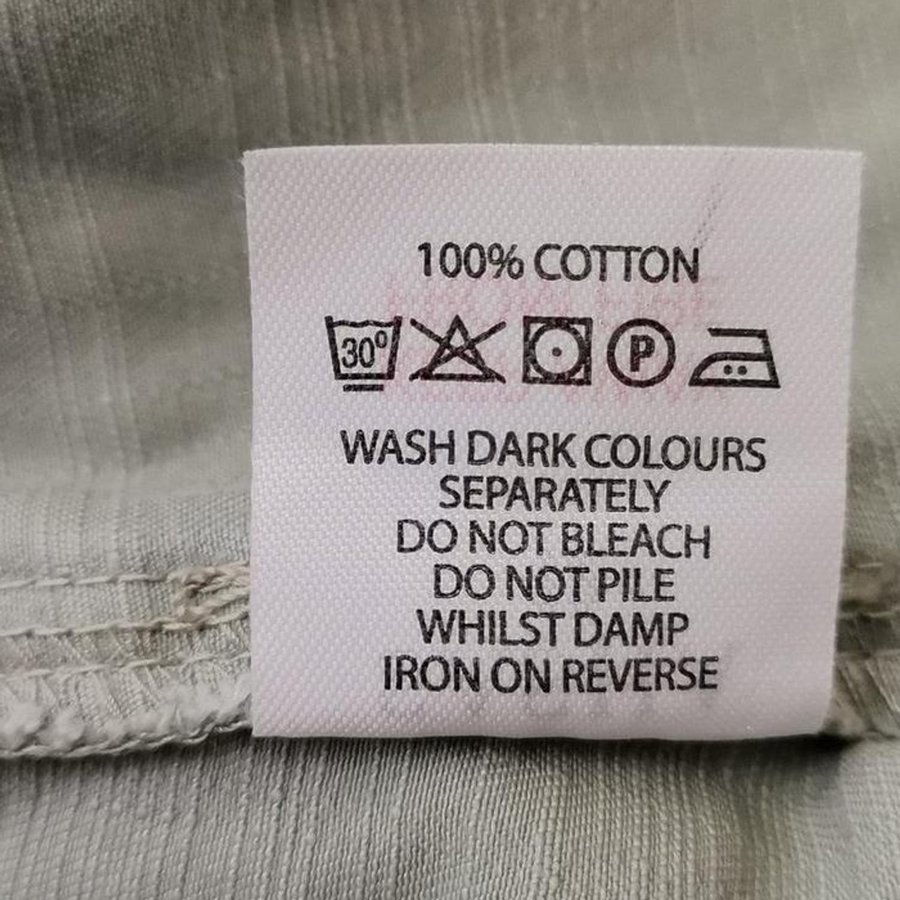 100% COTTON
30° P
WASH DARK COLOURS
SEPARATELY
DO NOT BLEACH
DO NOT PILE
WHILST DAMP
IRON ON REVERSE